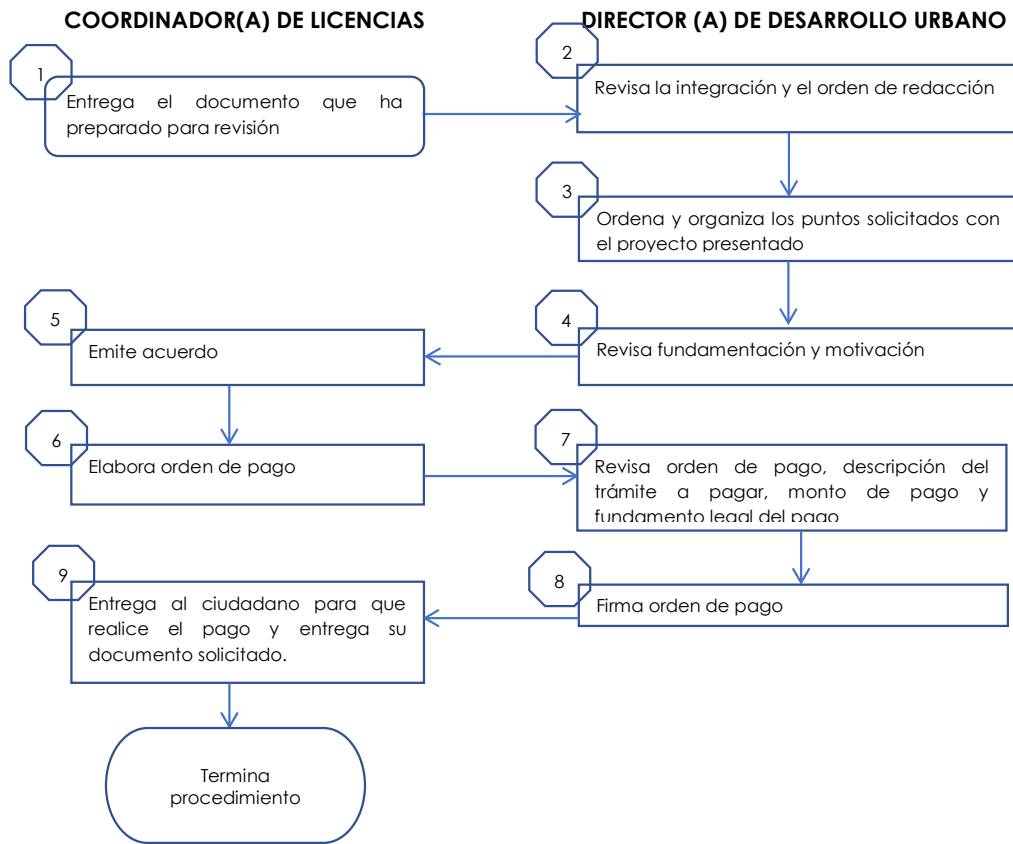 COORDINADOR(A) DE LICENCIAS
DIRECTOR (A) DE DESARROLLO URBANO
1
Entrega el documento que ha
preparado para revisión
2
Revisa la integración y el orden de redacción
3
Ordena y organiza los puntos solicitados con
el proyecto presentado
4
Revisa fundamentación y motivación
5
Emite acuerdo
6
Elabora orden de pago
7
Revisa orden de pago, descripción del
trámite a pagar, monto de pago y
fundamento legal del pago
8
Firma orden de pago
9
Entrega al ciudadano para que
realice el pago y entrega su
documento solicitado.
Termina
procedimiento